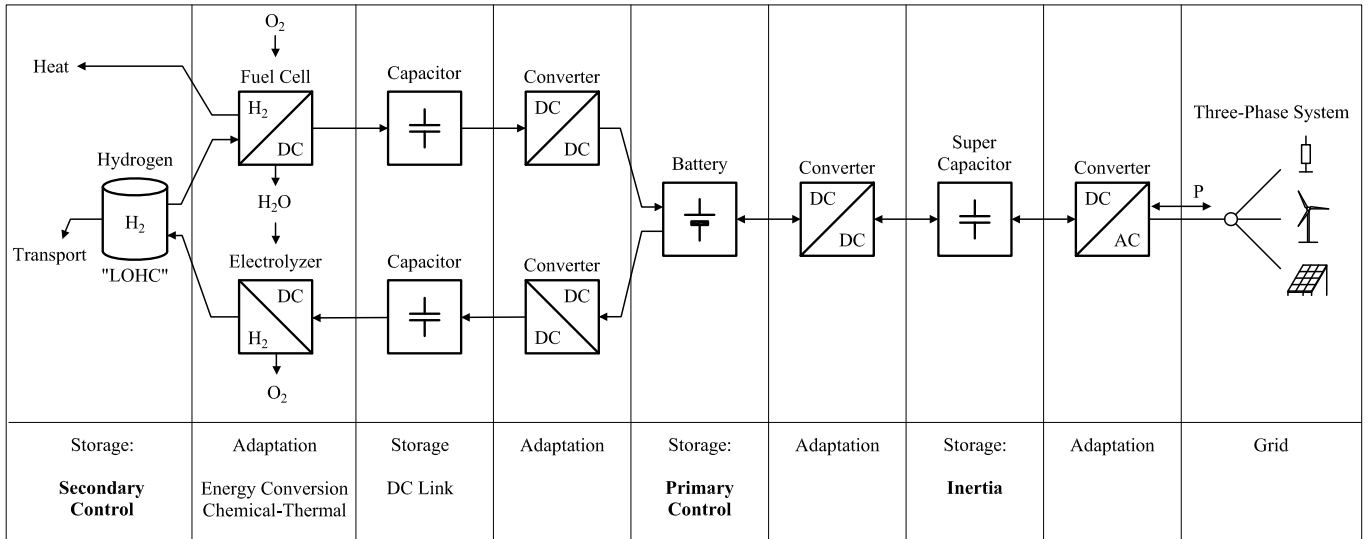 O₂
Heat
Fuel Cell
H₂
DC
Capacitor
Converter
DC
DC
Three-Phase System
Hydrogen
H₂
"LOHC"
Transport
H₂O
Battery
Converter
DC
DC
Super
Capacitor
Converter
DC
AC
P
Electrolyzer
DC
H₂
O₂
Capacitor
Converter
DC
DC
Storage:
Secondary
Control
Adaptation
Energy Conversion
Chemical-Thermal
Storage
DC Link
Adaptation
Storage:
Primary
Control
Adaptation
Storage:
Inertia
Adaptation
Grid